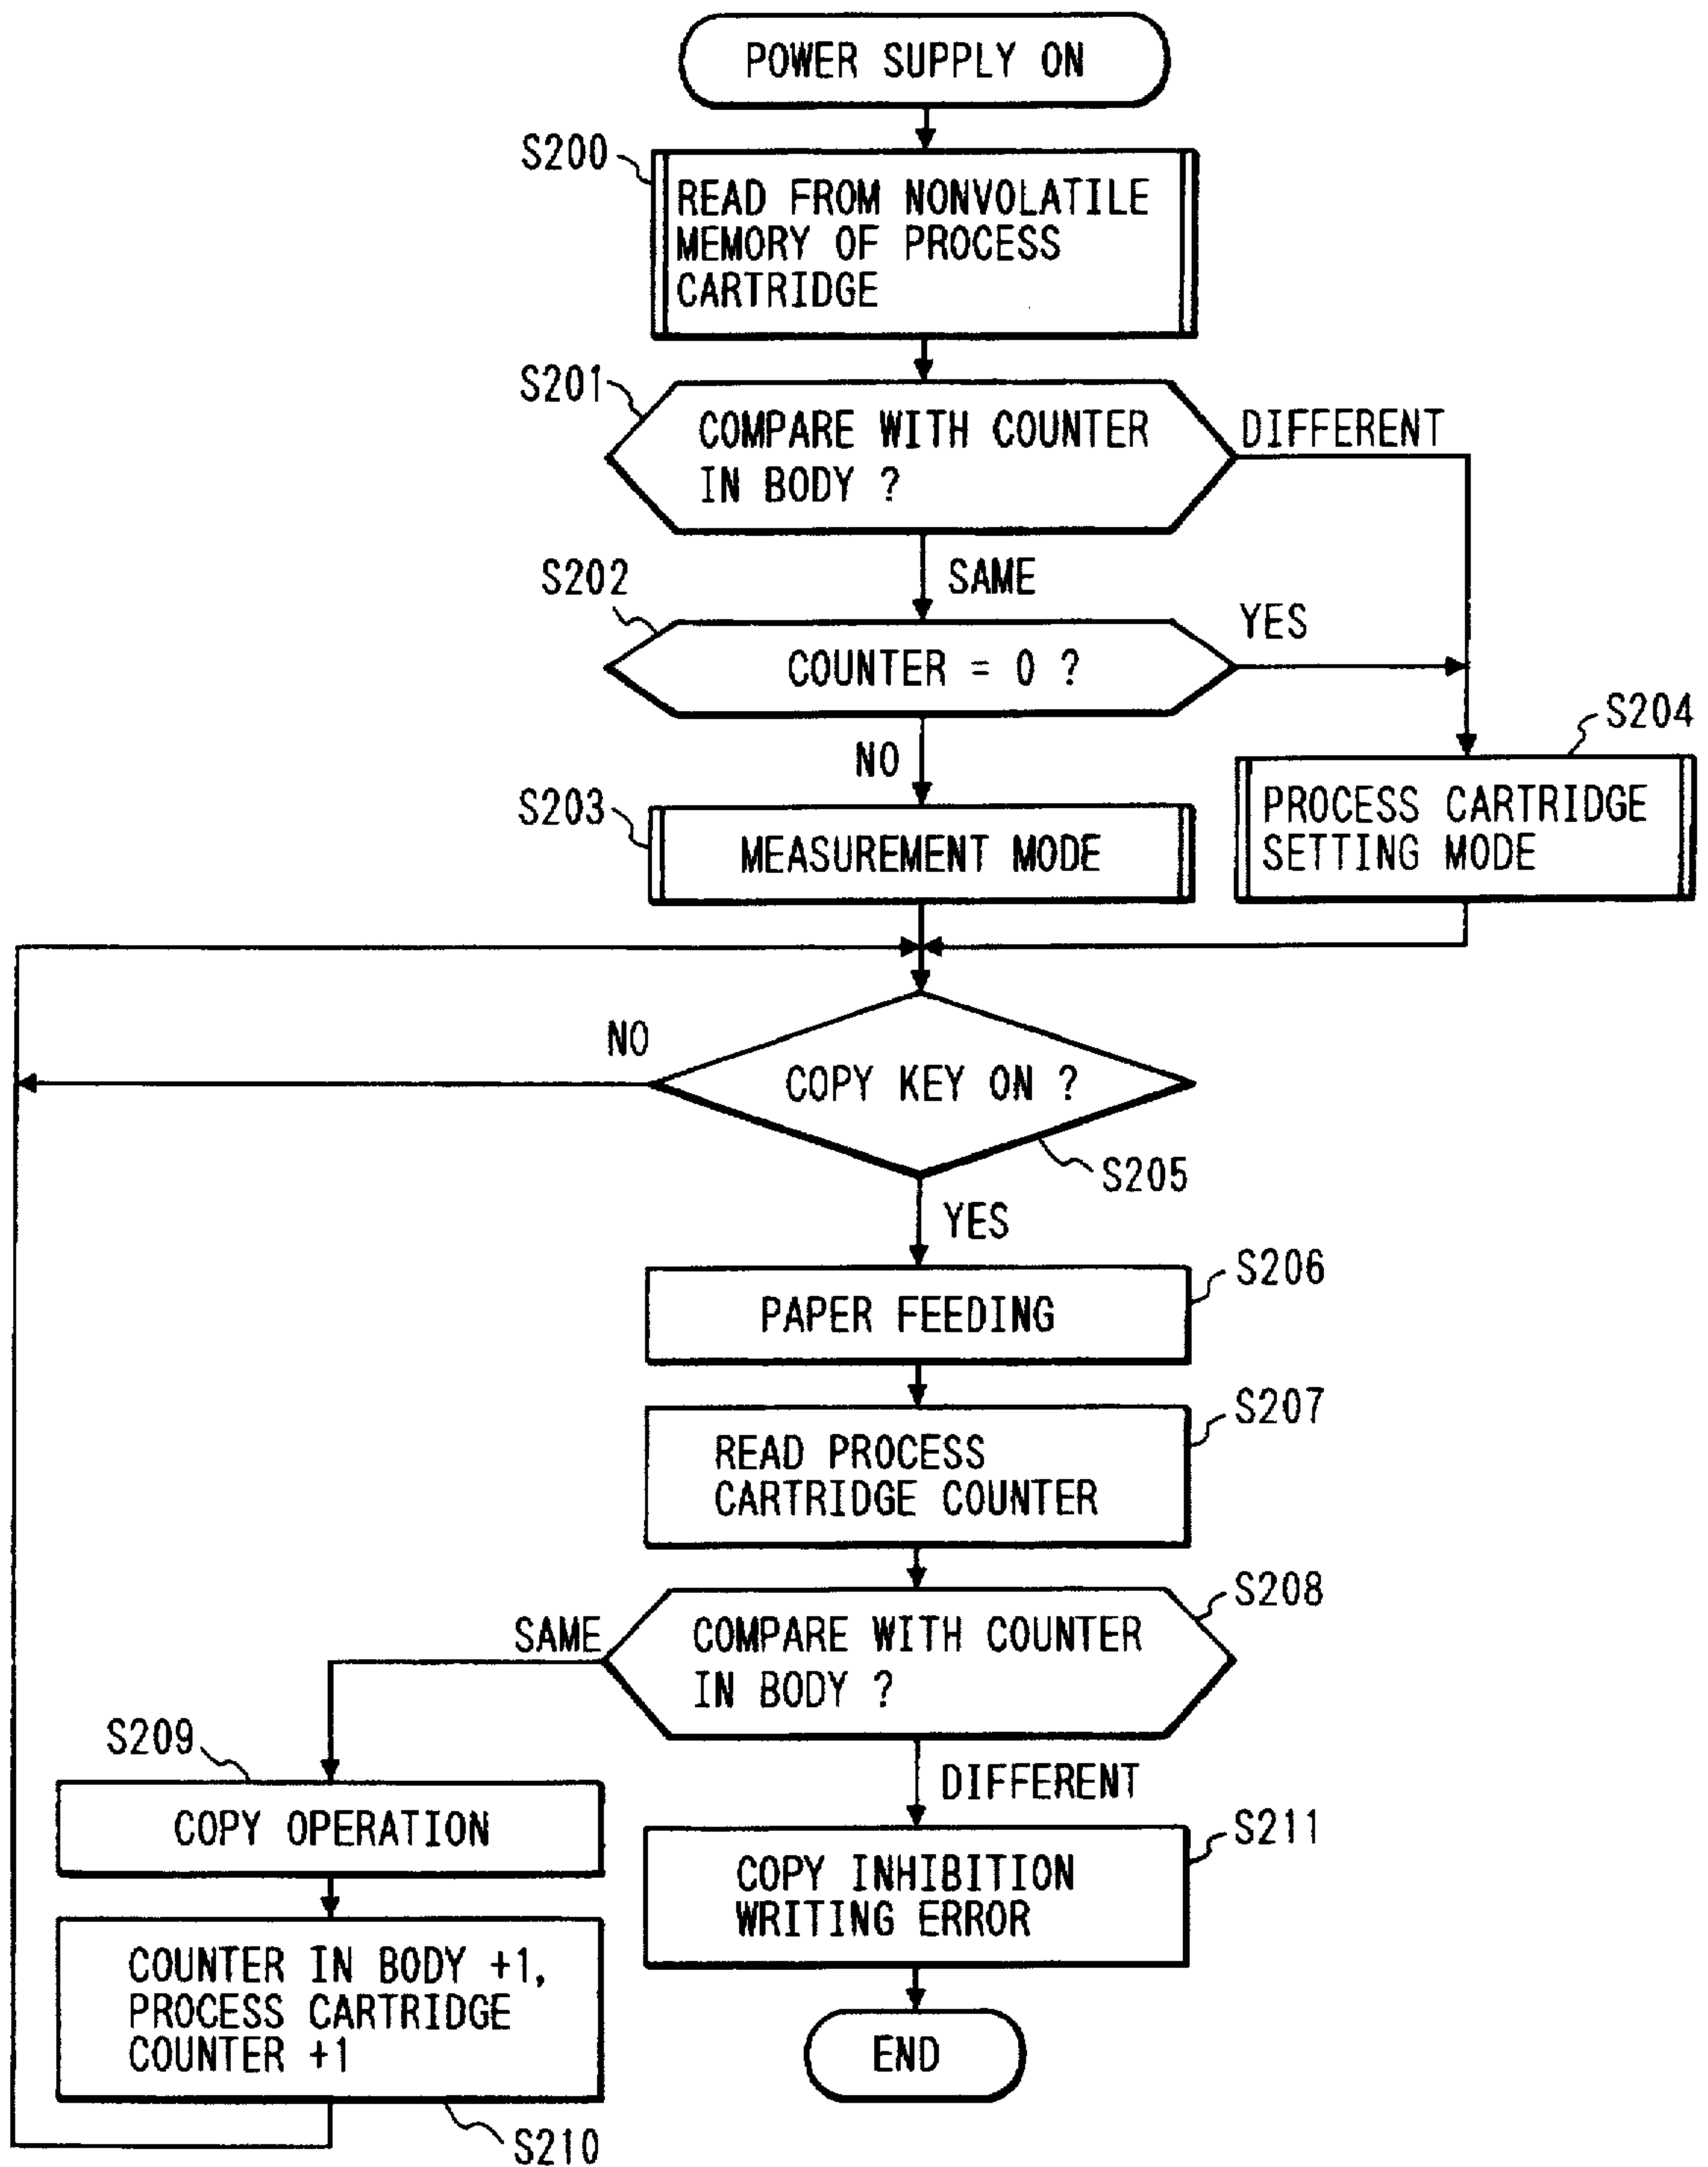 POWER SUPPLY ON
S200
READ FROM NONVOLATILE
MEMORY OF PROCESS
CARTRIDGE
S201
COMPARE WITH COUNTER
IN BODY ?
DIFFERENT
SAME
S202
COUNTER = 0 ?
YES
NO
S203
MEASUREMENT MODE
S204
PROCESS CARTRIDGE
SETTING MODE
NO
COPY KEY ON ?
S205
YES
S206
PAPER FEEDING
S207
READ PROCESS
CARTRIDGE COUNTER
S208
SAME
COMPARE WITH COUNTER
IN BODY ?
S209
COPY OPERATION
DIFFERENT
S211
COPY INHIBITION
WRITING ERROR
COUNTER IN BODY +1,
PROCESS CARTRIDGE
COUNTER +1
S210
END